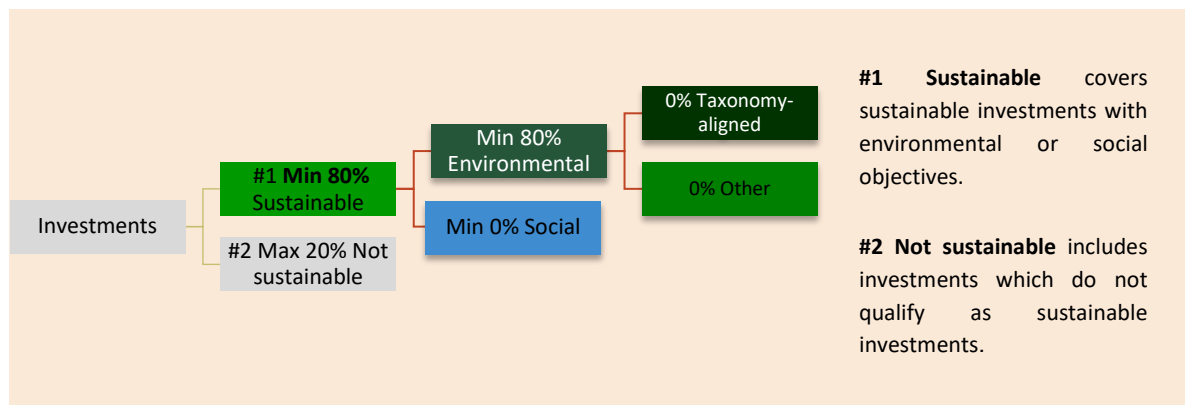 Investments
#1 Min 80%
Sustainable
#2 Max 20% Not
sustainable
Min 80%
Environmental
Min 0% Social
0% Taxonomy-
aligned
0% Other
#1 Sustainable covers
sustainable investments with
environmental or social
objectives.
#2 Not sustainable includes
investments which do not
qualify as sustainable
investments.